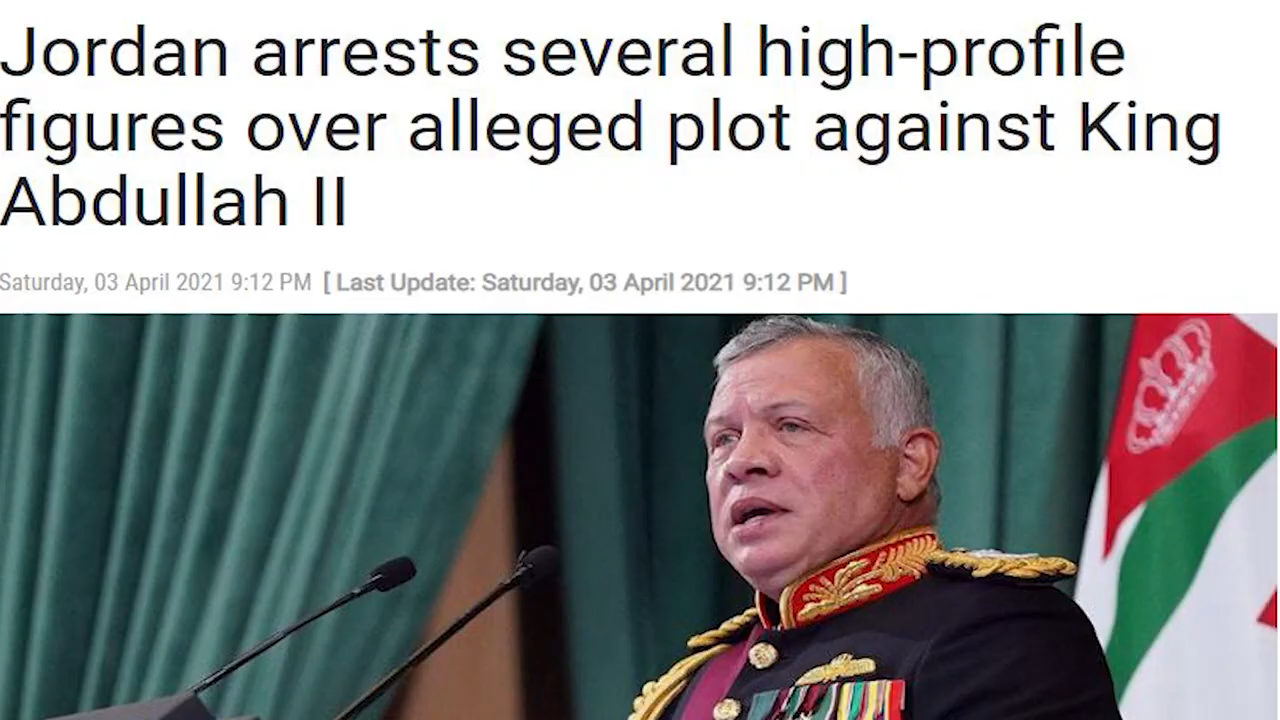 Jordan arrests several high-profile
figures over alleged plot against King
Abdullah II
Saturday, 03 April 2021 9:12 PM [ Last Update: Saturday, 03 April 2021 9:12 PM ]